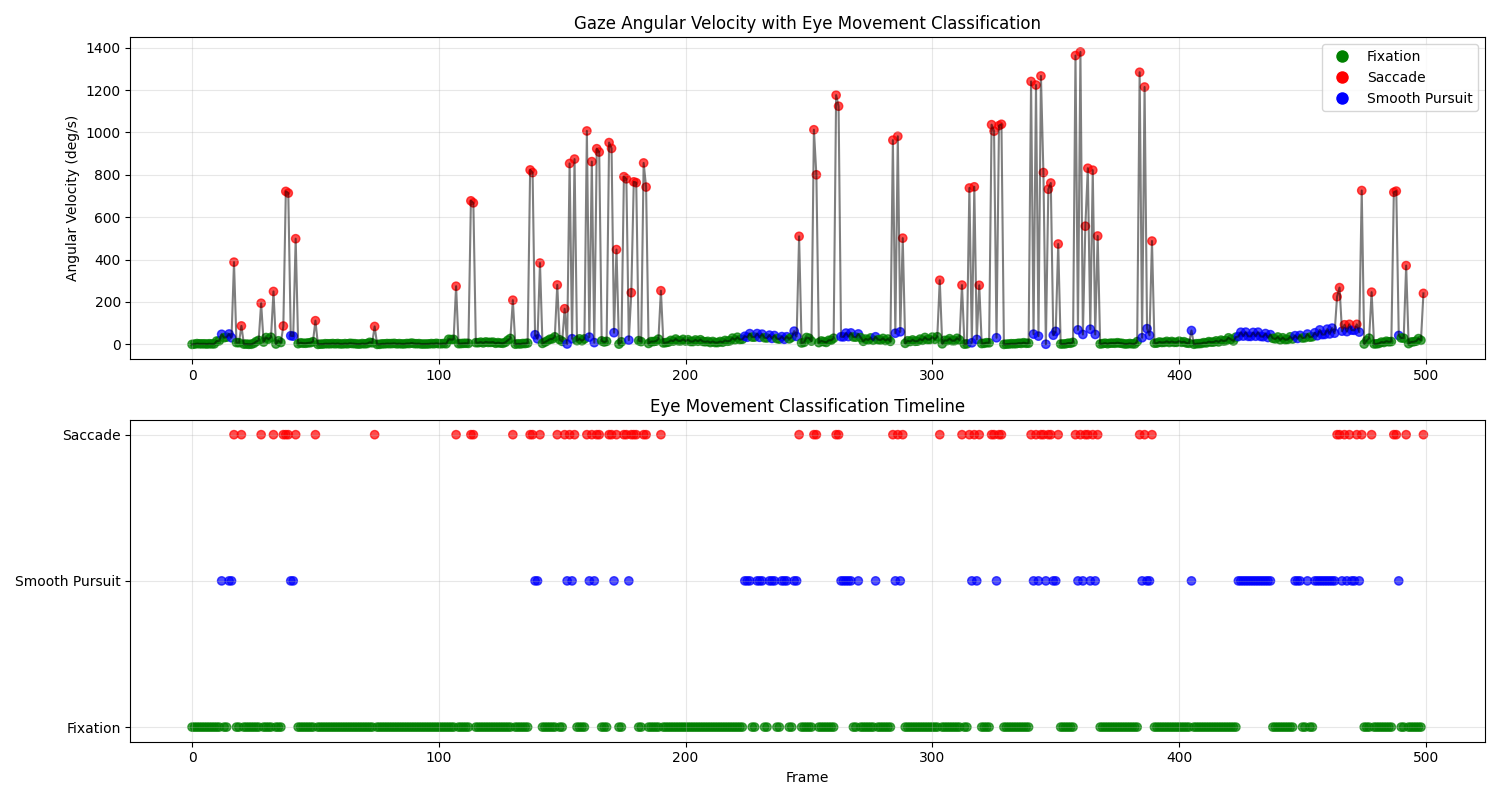 Gaze Angular Velocity with Eye Movement Classification
Angular Velocity (deg/s)
1400
1200
1000
800
600
400
200
0
0 100 200 300 400 500
Fixation
Saccade
Smooth Pursuit
Eye Movement Classification Timeline
Saccade
Smooth Pursuit
Fixation
0 100 200 300 400 500
Frame